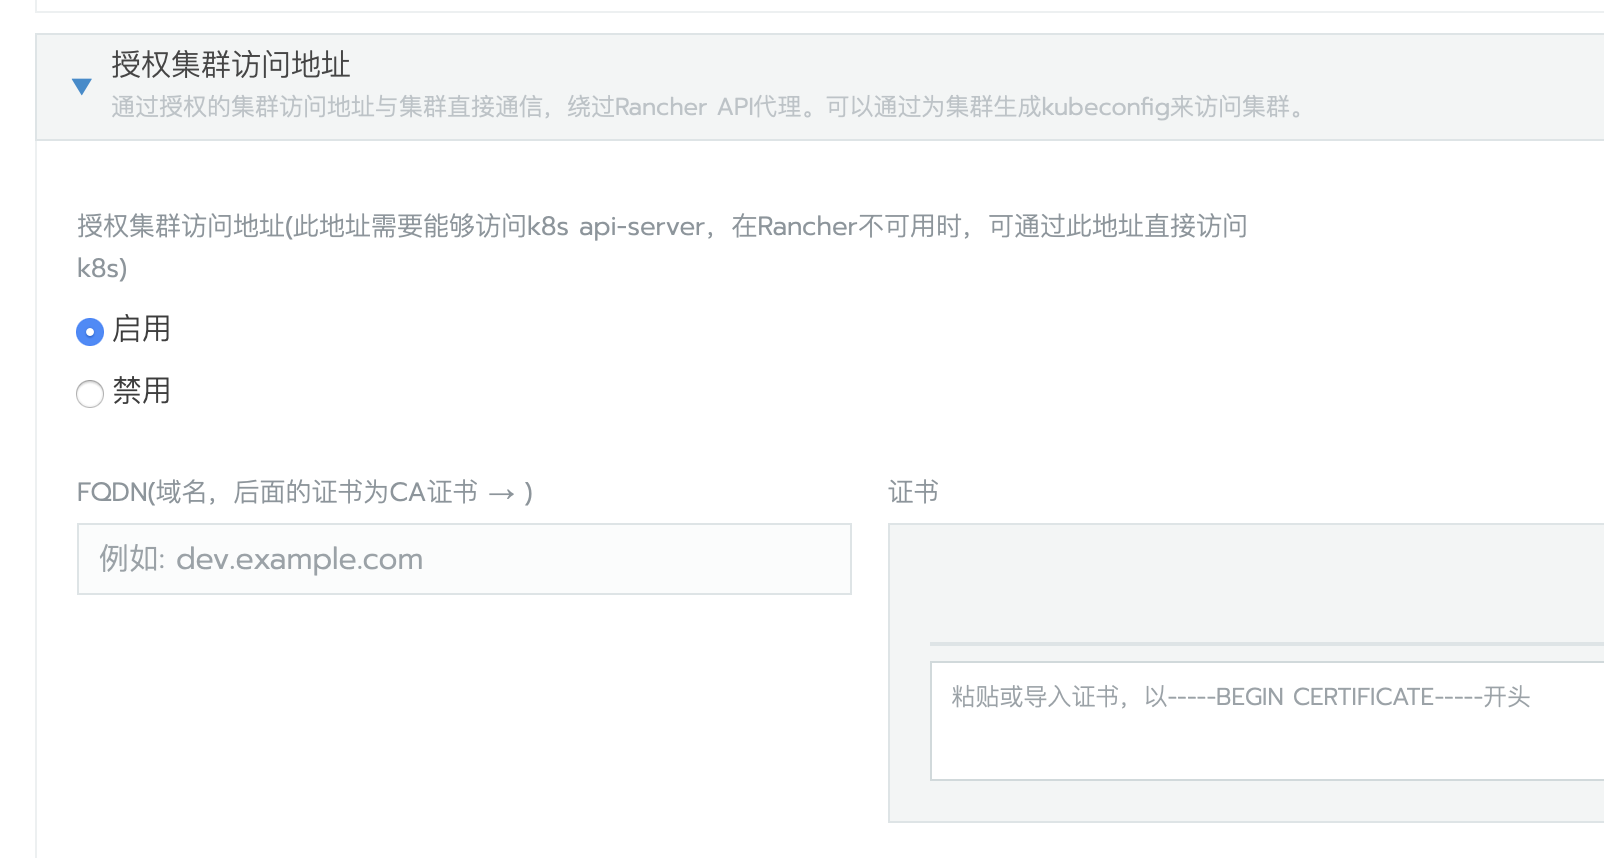 授权集群访问地址
通过授权的集群访问地址与集群直接通信，绕过Rancher API代理。可以通过为集群生成kubeconfig来访问集群。
授权集群访问地址(此地址需要能够访问k8s api-server，在Rancher不可用时，可通过此地址直接访问
k8s)
启用
禁用
FQDN(域名，后面的证书为CA证书 → )
证书
例如: dev.example.com
粘贴或导入证书，以-----BEGIN CERTIFICATE-----开头